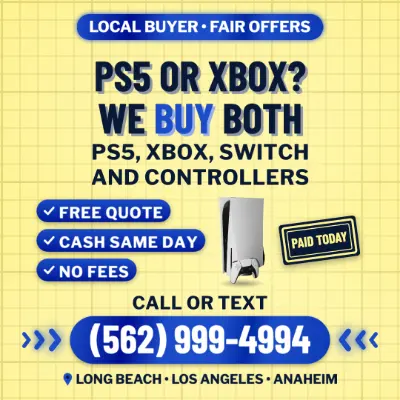 LOCAL BUYER • FAIR OFFERS
PS5 OR XBOX?
WE BUY BOTH
PS5, XBOX, SWITCH
AND CONTROLLERS
FREE QUOTE
CASH SAME DAY
NO FEES
PAID TODAY
CALL OR TEXT
(562) 999-4994
LONG BEACH • LOS ANGELES • ANAHEIM